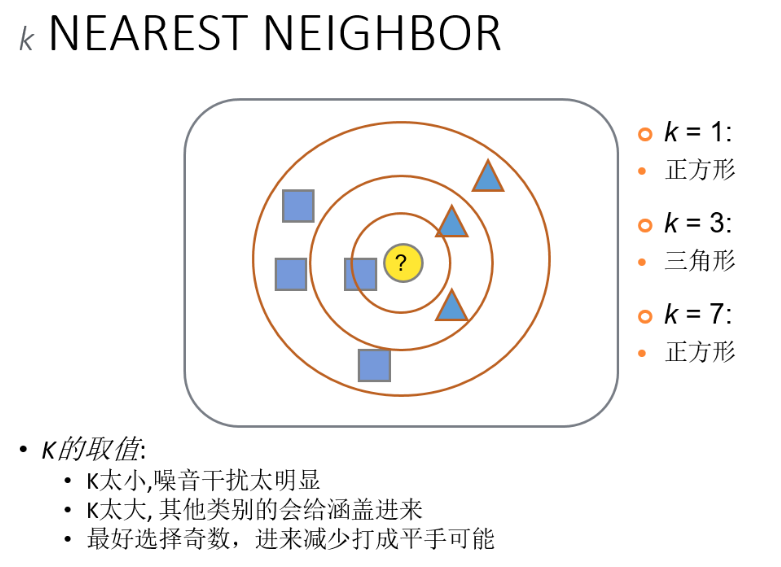 k NEAREST NEIGHBOR
?
k = 1:
正方形
k = 3:
三角形
k = 7:
正方形
K的取值:
K太小,噪音干扰太明显
K太大, 其他类别的会给涵盖进来
最好选择奇数，进来减少打成平手可能